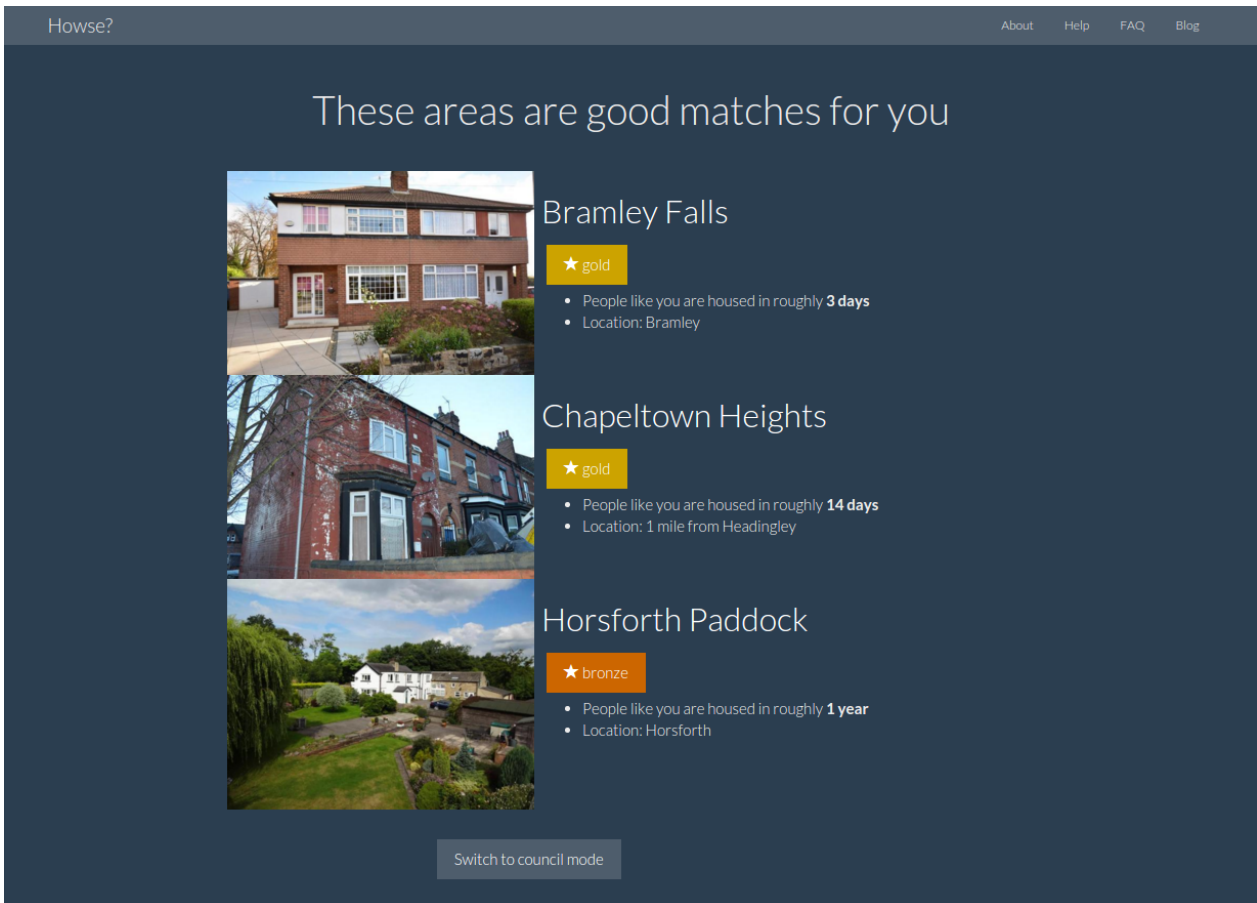 Howse?
About Help FAQ Blog
These areas are good matches for you
Bramley Falls
★ gold
People like you are housed in roughly 3 days
Location: Bramley
Chapeltown Heights
★ gold
People like you are housed in roughly 14 days
Location: 1 mile from Headingley
Horsforth Paddock
★ bronze
People like you are housed in roughly 1 year
Location: Horsforth
Switch to council mode